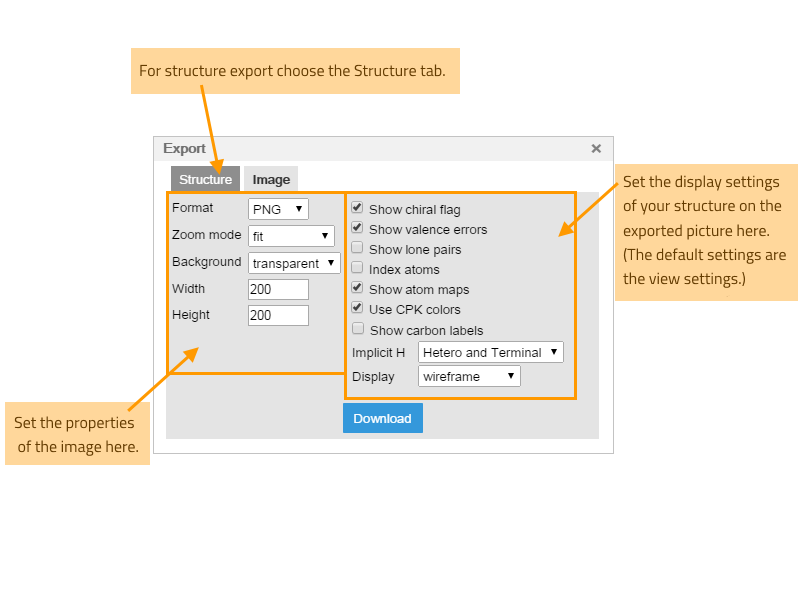 For structure export choose the Structure tab.
Export ×
Structure Image
Format PNG
Zoom mode fit
Background transparent
Width 200
Height 200
Show chiral flag
Show valence errors
Show lone pairs
Index atoms
Show atom maps
Use CPK colors
Show carbon labels
Implicit H Hetero and Terminal
Display wireframe
Download
Set the display settings
of your structure on the
exported picture here.
(The default settings are
the view settings.)
Set the properties
of the image here.